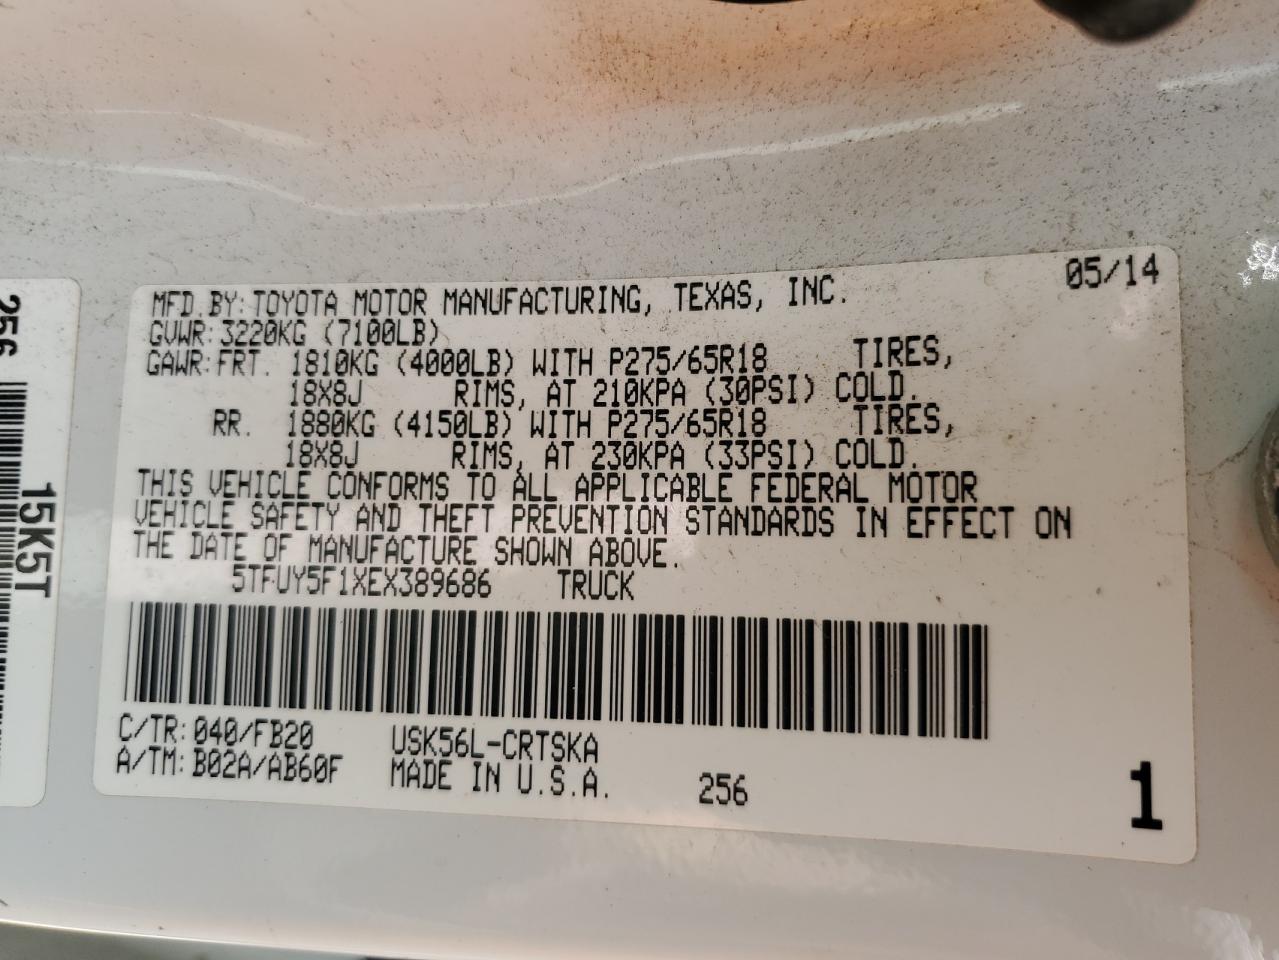 05/14
MFD.BY: TOYOTA MOTOR MANUFACTURING, TEXAS, INC.
GVWR: 3220KG (7100LB)
GAWR: FRT. 1810KG (4000LB) WITH P275/65R18 TIRES,
18X8J RIMS, AT 210KPA (30PSI) COLD.
RR. 1880KG (4150LB) WITH P275/65R18 TIRES,
18X8J RIMS, AT 230KPA (33PSI) COLD.
THIS VEHICLE CONFORMS TO ALL APPLICABLE FEDERAL MOTOR
VEHICLE SAFETY AND THEFT PREVENTION STANDARDS IN EFFECT ON
THE DATE OF MANUFACTURE SHOWN ABOVE.
5TFUY5F1XEX389686 TRUCK
C/TR: 040/FB20 USK56L-CRTSKA
A/TM: B02A/AB60F MADE IN U.S.A. 256
1
256
15K5T